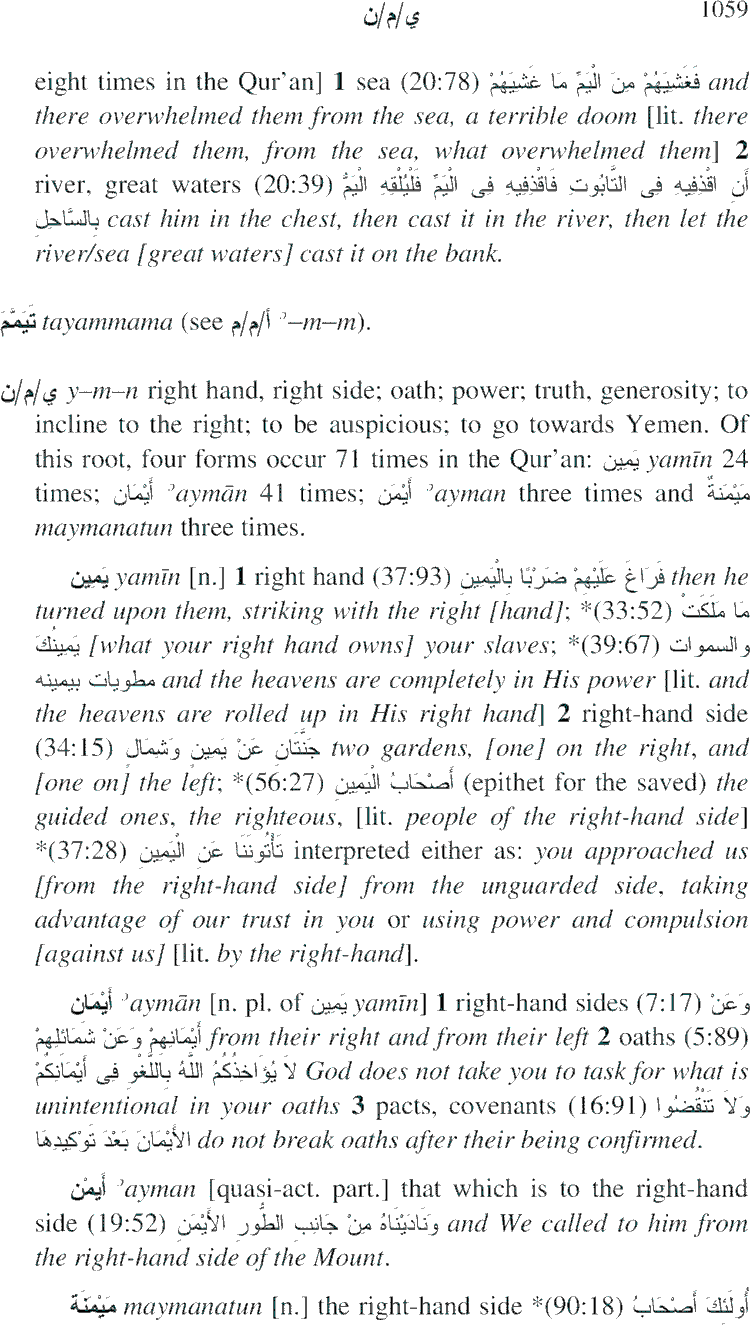 ي/م/ن 1059
eight times in the Qur'an] 1 sea (20:78) فَغَشِيَهُمْ مِنَ الْيَمِّ مَا غَشِيَهُمْ and
there overwhelmed them from the sea, a terrible doom [lit. there
overwhelmed them, from the sea, what overwhelmed them] 2
river, great waters (20:39) أَنِ اقْذِفِيهِ فِى التَّابُوتِ فَاقْذِفِيهِ فِى الْيَمِّ فَلْيُلْقِهِ الْيَمُّ
بِالسَّاحِلِ cast him in the chest, then cast it in the river, then let the
river/sea [great waters] cast it on the bank.
تَيَمَّمَ tayammama (see أ/م/م ʾ–m–m).
ي/م/ن y–m–n right hand, right side; oath; power; truth, generosity; to
incline to the right; to be auspicious; to go towards Yemen. Of
this root, four forms occur 71 times in the Qur'an: يَمِين yamīn 24
times; أَيْمَان ʾaymān 41 times; أَيْمَن ʾayman three times and مَيْمَنةٌ
maymanatun three times.
يَمِين yamīn [n.] 1 right hand (37:93) فَرَاغَ عَلَيْهِمْ ضَرْبًا بِالْيَمِينِ then he
turned upon them, striking with the right [hand]; *(33:52) مَا مَلَكَتْ
يَمِينُكَ [what your right hand owns] your slaves; *(39:67) والسموات
مطويات بيمينه and the heavens are completely in His power [lit. and
the heavens are rolled up in His right hand] 2 right-hand side
(34:15) جَنَّتَانِ عَنْ يَمِينٍ وَشِمَالٍ two gardens, [one] on the right, and
[one on] the left; *(56:27) أَصْحَابُ الْيَمِينِ (epithet for the saved) the
guided ones, the righteous, [lit. people of the right-hand side]
*(37:28) تَأْتُونَنَا عَنِ الْيَمِينِ interpreted either as: you approached us
[from the right-hand side] from the unguarded side, taking
advantage of our trust in you or using power and compulsion
[against us] [lit. by the right-hand].
أَيْمَان ʾaymān [n. pl. of يَمِين yamīn] 1 right-hand sides (7:17) وَعَنْ
أَيْمَانِهِمْ وَعَنْ شَمَائِلِهِمْ from their right and from their left 2 oaths (5:89)
لاَ يُؤَاخِذُكُمُ اللَّهُ بِاللَّغْوِ فِى أَيْمَانِكُمْ God does not take you to task for what is
unintentional in your oaths 3 pacts, covenants (16:91) وَلاَ تَنْقُضُوا
الأَيْمَانَ بَعْدَ تَوْكِيدِهَا do not break oaths after their being confirmed.
أَيمْن ʾayman [quasi-act. part.] that which is to the right-hand
side (19:52) وَنَادَيْنَاهُ مِنْ جَانِبِ الطُّورِ الأَيْمَنِ and We called to him from
the right-hand side of the Mount.
مَيْمَنَة maymanatun [n.] the right-hand side *(90:18) أُولَئِكَ أَصْحَابُ